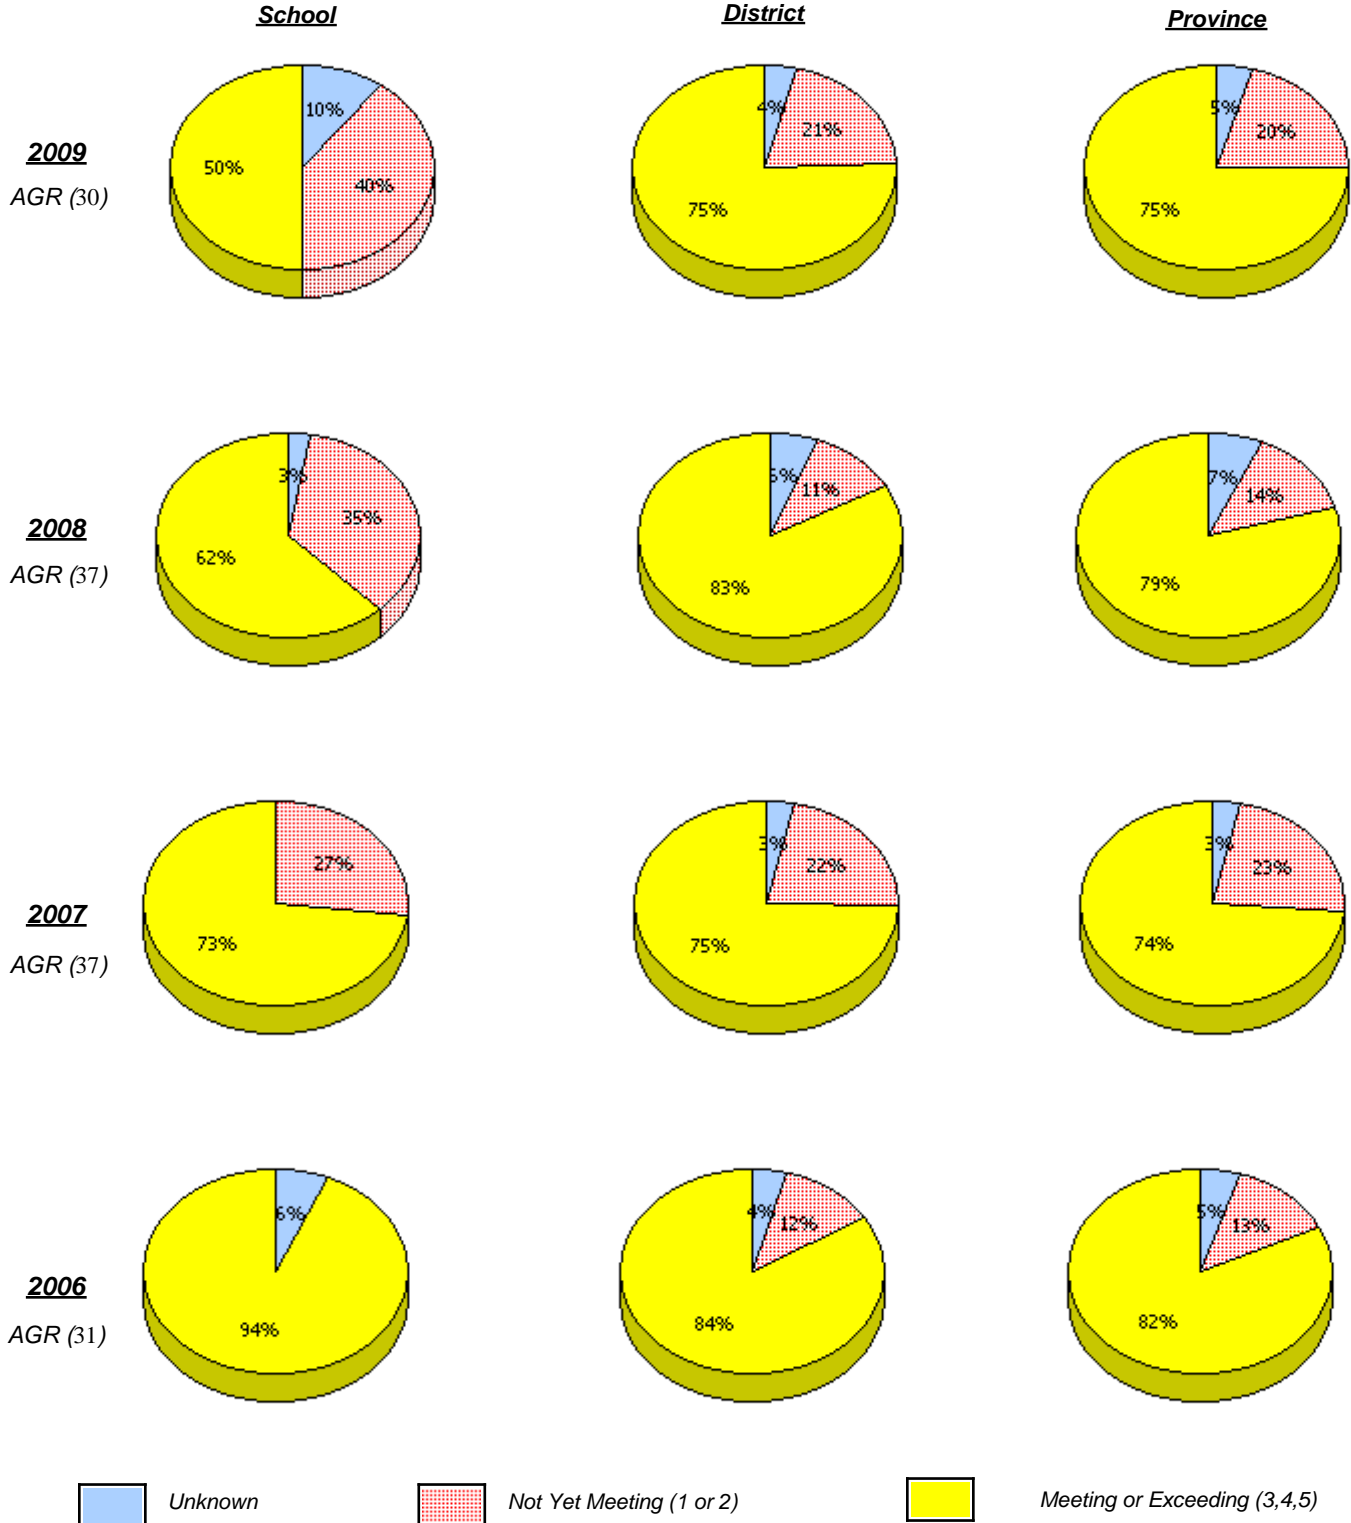 School District Province
10% 4% 5%
2009 50% 40% 21% 20%
AGR (30) 75% 75%
3% 11% 7% 14%
2008 62% 35% 83% 79%
AGR (37)
27% 3% 22% 3% 23%
2007 73% 75% 74%
AGR (37)
6% 4% 12% 5% 13%
2006 94% 84% 82%
AGR (31)
Unknown Not Yet Meeting (1 or 2) Meeting or Exceeding (3,4,5)